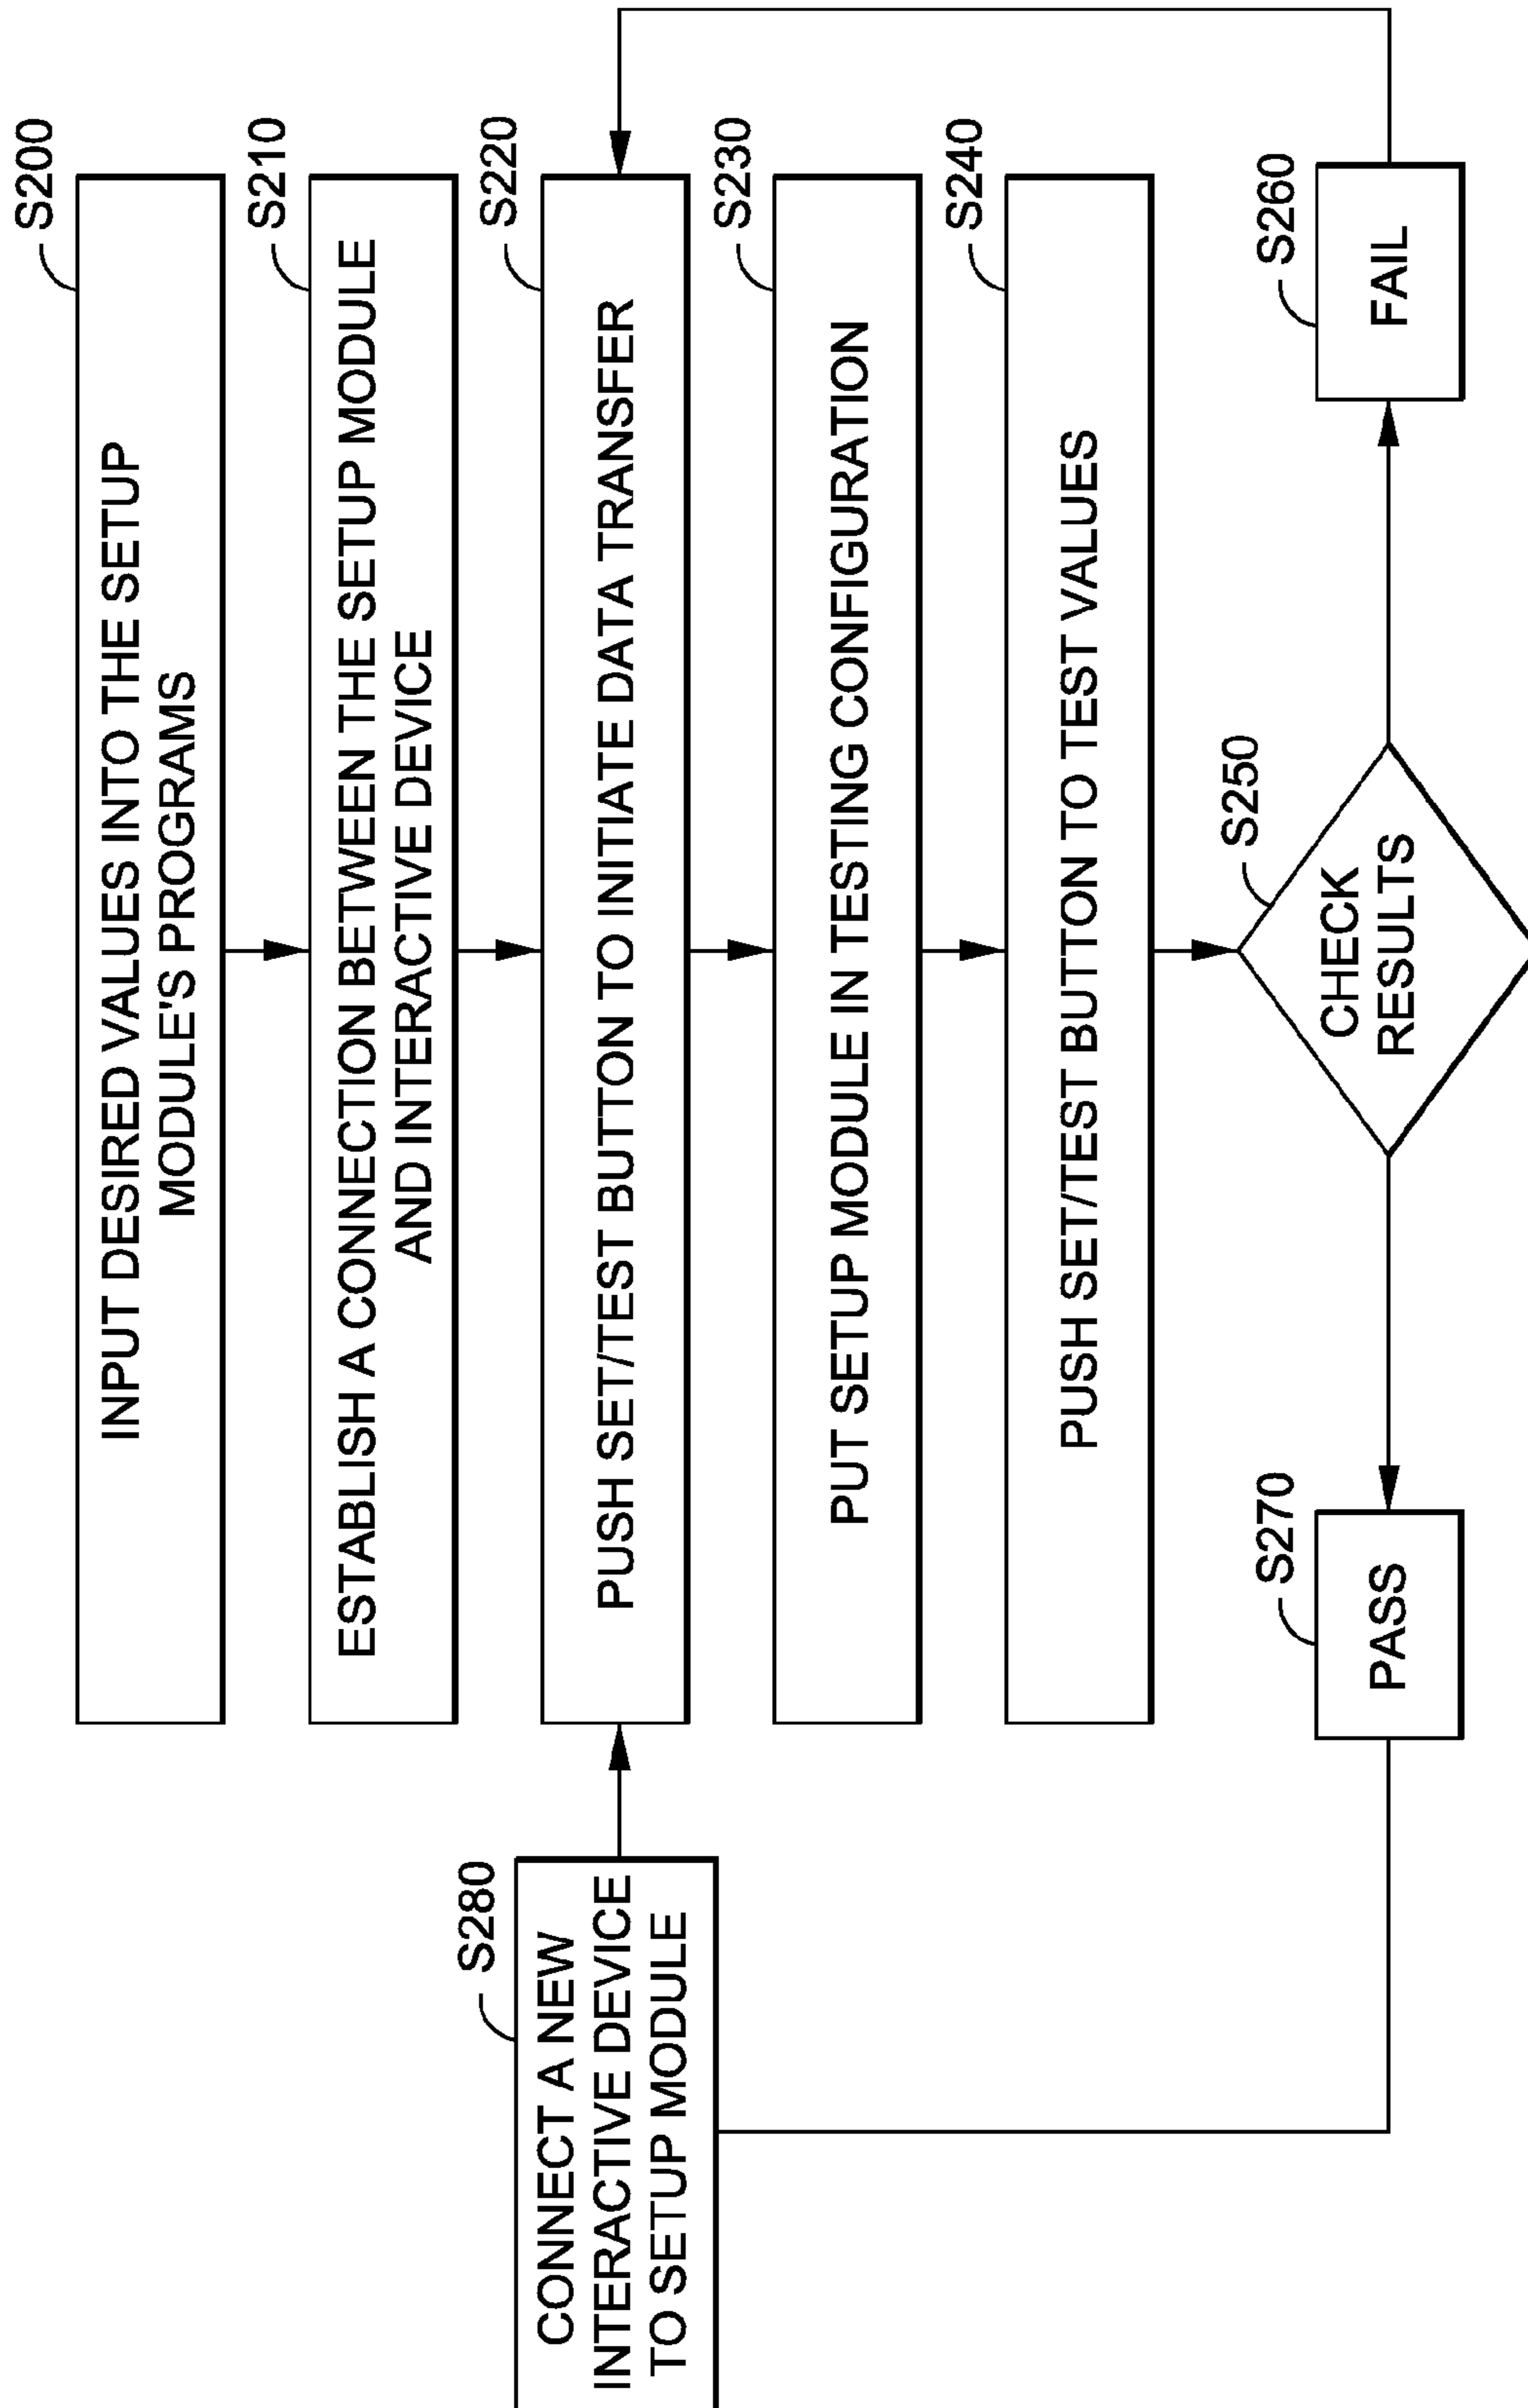 S200
INPUT DESIRED VALUES INTO THE SETUP
MODULE'S PROGRAMS
S210
ESTABLISH A CONNECTION BETWEEN THE SETUP MODULE
AND INTERACTIVE DEVICE
S280
CONNECT A NEW
INTERACTIVE DEVICE
TO SETUP MODULE
S220
PUSH SET/TEST BUTTON TO INITIATE DATA TRANSFER
S230
PUT SETUP MODULE IN TESTING CONFIGURATION
S240
PUSH SET/TEST BUTTON TO TEST VALUES
S250
CHECK
RESULTS
S270
PASS
S260
FAIL